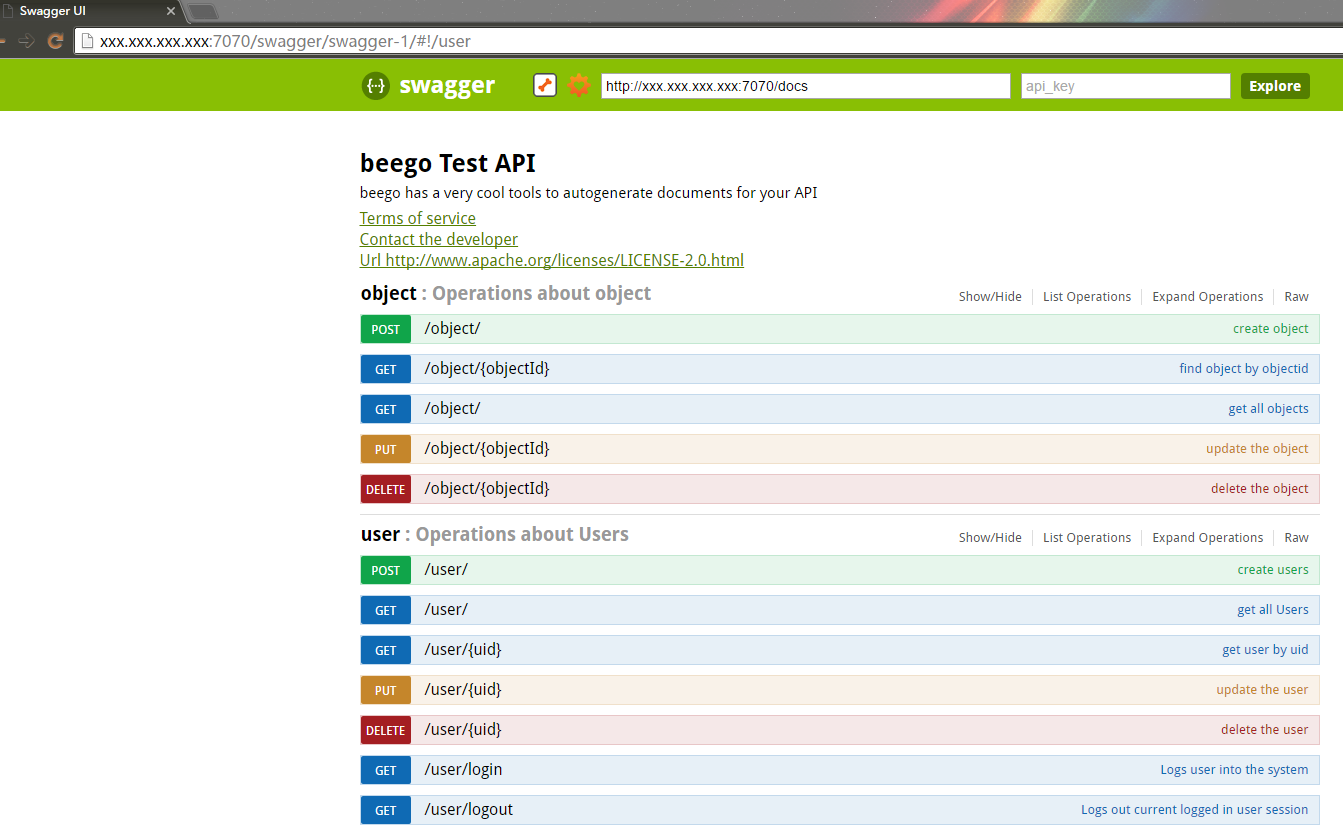 Swagger UI
xxx.xxx.xxx.xxx:7070/swagger/swagger-1/#!/user
{··} swagger http://xxx.xxx.xxx.xxx:7070/docs api_key Explore
beego Test API
beego has a very cool tools to autogenerate documents for your API
Terms of service
Contact the developer
Url http://www.apache.org/licenses/LICENSE-2.0.html
object : Operations about object Show/Hide List Operations Expand Operations Raw
POST /object/ create object
GET /object/{objectId} find object by objectid
GET /object/ get all objects
PUT /object/{objectId} update the object
DELETE /object/{objectId} delete the object
user : Operations about Users Show/Hide List Operations Expand Operations Raw
POST /user/ create users
GET /user/ get all Users
GET /user/{uid} get user by uid
PUT /user/{uid} update the user
DELETE /user/{uid} delete the user
GET /user/login Logs user into the system
GET /user/logout Logs out current logged in user session